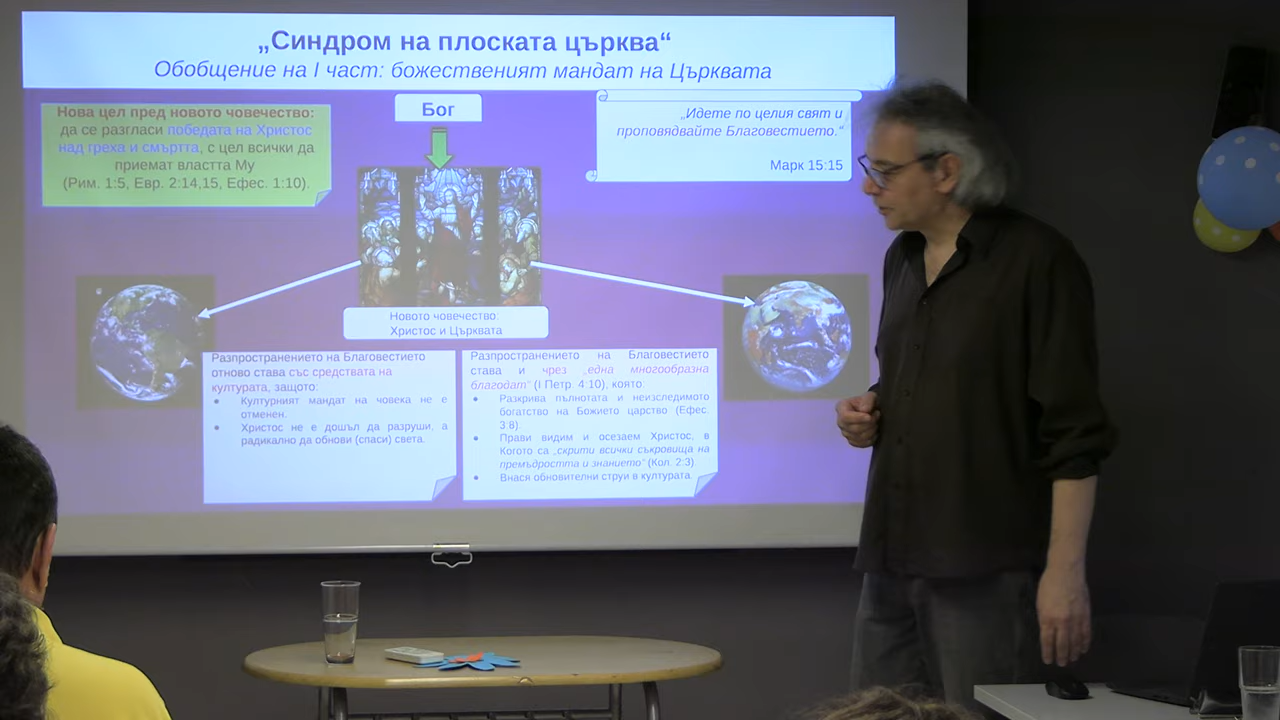 „Синдром на плоската църква“
Обобщение на I част: божественият мандат на Църквата
Нова цел пред новото човечество:
да се разгласи победата на Христос
над греха и смъртта, с цел всички да
приемат властта Му
(Рим. 1:5, Евр. 2:14,15, Ефес. 1:10).
Бог
„Идете по целия свят и
проповядвайте Благовестието.“
Марк 15:15
Новото човечество:
Христос и Църквата
Разпространението на Благовестието
отново става със средствата на
културата, защото:
● Културният мандат на човека не е
отменен.
● Христос не е дошъл да разруши, а
радикално да обнови (спаси) света.
Разпространението на Благовестието
става и чрез „една многообразна
благодат“ (I Петр. 4:10), която:
● Разкрива пълнотата и неизследимото
богатство на Божието царство (Ефес.
3:8).
● Прави видим и осезаем Христос, в
Когото са „скрити всички съкровища на
премъдростта и знанието“ (Кол. 2:3).
● Внася обновителни струи в културата.